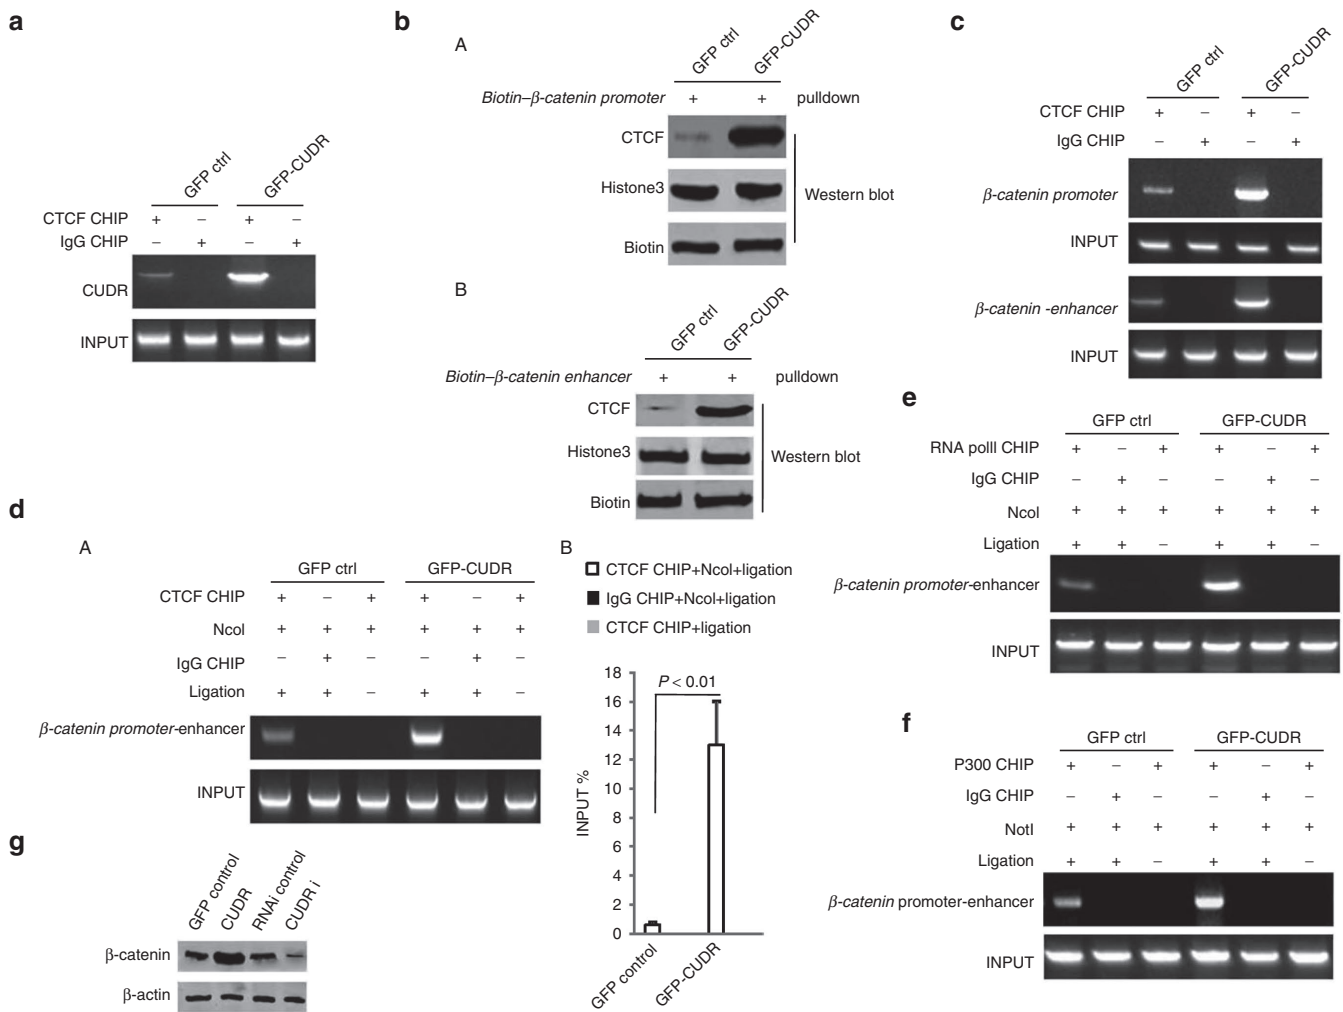 a
GFP ctrl
GFP-CUDR
CTCF CHIP + – + –
IgG CHIP – + – +
CUDR
INPUT
b
A
GFP ctrl
GFP-CUDR
Biotin–β-catenin promoter + + pulldown
CTCF
Histone3
Western blot
Biotin
B
GFP ctrl
GFP-CUDR
Biotin–β-catenin enhancer + + pulldown
CTCF
Histone3
Western blot
Biotin
c
GFP ctrl
GFP-CUDR
CTCF CHIP + – + –
IgG CHIP – + – +
β-catenin promoter
INPUT
β-catenin -enhancer
INPUT
d
A
GFP ctrl GFP-CUDR
CTCF CHIP + – + + – +
NcoI + + + + + +
IgG CHIP – + – – + –
Ligation + + – + + –
β-catenin promoter-enhancer
INPUT
B
CTCF CHIP+NcoI+ligation
IgG CHIP+NcoI+ligation
CTCF CHIP+ligation
P < 0.01
INPUT %
18
16
14
12
10
8
6
4
2
0
GFP control
GFP-CUDR
e
GFP ctrl GFP-CUDR
RNA polII CHIP + – + + – +
IgG CHIP – + – – + –
NcoI + + + + + +
Ligation + + – + + –
β-catenin promoter-enhancer
INPUT
f
GFP ctrl GFP-CUDR
P300 CHIP + – + + – +
IgG CHIP – + – – + –
NotI + + + + + +
Ligation + + – + + –
β-catenin promoter-enhancer
INPUT
g
GFP control
CUDR
RNAi control
CUDR i
β-catenin
β-actin